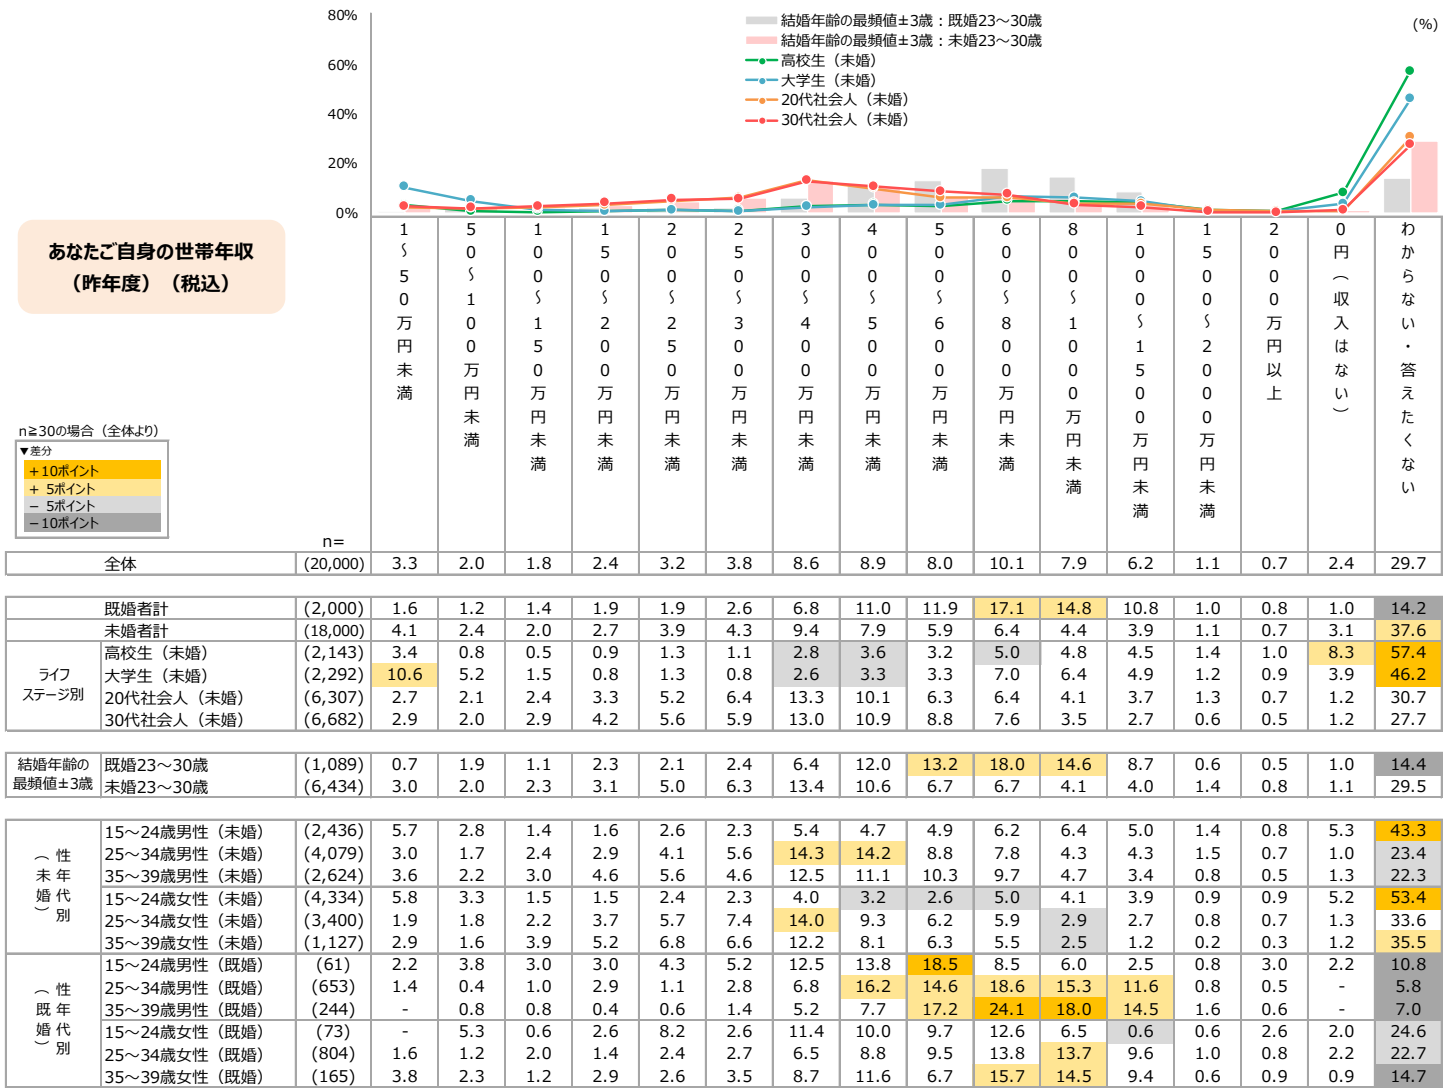 80%
60%
40%
20%
0%
結婚年齢の最頻値±3歳：既婚23～30歳
結婚年齢の最頻値±3歳：未婚23～30歳
高校生（未婚）
大学生（未婚）
20代社会人（未婚）
30代社会人（未婚）
(%)
あなたご自身の世帯年収
（昨年度）（税込）
1～50万円未満
50～100万円未満
100～150万円未満
150～200万円未満
200～250万円未満
250～300万円未満
300～400万円未満
400～500万円未満
500～600万円未満
600～800万円未満
800～1000万円未満
1000～1500万円未満
1500～2000万円未満
2000万円以上
0円（収入はない）
わからない・答えたくない
n≧30の場合（全体より）
▼差分
+10ポイント
+ 5ポイント
− 5ポイント
−10ポイント
n=
全体 (20,000) 3.3 2.0 1.8 2.4 3.2 3.8 8.6 8.9 8.0 10.1 7.9 6.2 1.1 0.7 2.4 29.7
既婚者計 (2,000) 1.6 1.2 1.4 1.9 1.9 2.6 6.8 11.0 11.9 17.1 14.8 10.8 1.0 0.8 1.0 14.2
未婚者計 (18,000) 4.1 2.4 2.0 2.7 3.9 4.3 9.4 7.9 5.9 6.4 4.4 3.9 1.1 0.7 3.1 37.6
ライフ
ステージ別
高校生（未婚） (2,143) 3.4 0.8 0.5 0.9 1.3 1.1 2.8 3.6 3.2 5.0 4.8 4.5 1.4 1.0 8.3 57.4
大学生（未婚） (2,292) 10.6 5.2 1.5 0.8 1.3 0.8 2.6 3.3 3.3 7.0 6.4 4.9 1.2 0.9 3.9 46.2
20代社会人（未婚） (6,307) 2.7 2.1 2.4 3.3 5.2 6.4 13.3 10.1 6.3 6.4 4.1 3.7 1.3 0.7 1.2 30.7
30代社会人（未婚） (6,682) 2.9 2.0 2.9 4.2 5.6 5.9 13.0 10.9 8.8 7.6 3.5 2.7 0.6 0.5 1.2 27.7
結婚年齢の
最頻値±3歳
既婚23～30歳 (1,089) 0.7 1.9 1.1 2.3 2.1 2.4 6.4 12.0 13.2 18.0 14.6 8.7 0.6 0.5 1.0 14.4
未婚23～30歳 (6,434) 3.0 2.0 2.3 3.1 5.0 6.3 13.4 10.6 6.7 6.7 4.1 4.0 1.4 0.8 1.1 29.5
性年代別
（未婚）
15～24歳男性（未婚） (2,436) 5.7 2.8 1.4 1.6 2.6 2.3 5.4 4.7 4.9 6.2 6.4 5.0 1.4 0.8 5.3 43.3
25～34歳男性（未婚） (4,079) 3.0 1.7 2.4 2.9 4.1 5.6 14.3 14.2 8.8 7.8 4.3 4.3 1.5 0.7 1.0 23.4
35～39歳男性（未婚） (2,624) 3.6 2.2 3.0 4.6 5.6 4.6 12.5 11.1 10.3 9.7 4.7 3.4 0.8 0.5 1.3 22.3
15～24歳女性（未婚） (4,334) 5.8 3.3 1.5 1.5 2.4 2.3 4.0 3.2 2.6 5.0 4.1 3.9 0.9 0.9 5.2 53.4
25～34歳女性（未婚） (3,400) 1.9 1.8 2.2 3.7 5.7 7.4 14.0 9.3 6.2 5.9 2.9 2.7 0.8 0.7 1.3 33.6
35～39歳女性（未婚） (1,127) 2.9 1.6 3.9 5.2 6.8 6.6 12.2 8.1 6.3 5.5 2.5 1.2 0.2 0.3 1.2 35.5
性年代別
（既婚）
15～24歳男性（既婚） (61) 2.2 3.8 3.0 3.0 4.3 5.2 12.5 13.8 18.5 8.5 6.0 2.5 0.8 3.0 2.2 10.8
25～34歳男性（既婚） (653) 1.4 0.4 1.0 2.9 1.1 2.8 6.8 16.2 14.6 18.6 15.3 11.6 0.8 0.5 - 5.8
35～39歳男性（既婚） (244) - 0.8 0.8 0.4 0.6 1.4 5.2 7.7 17.2 24.1 18.0 14.5 1.6 0.6 - 7.0
15～24歳女性（既婚） (73) - 5.3 0.6 2.6 8.2 2.6 11.4 10.0 9.7 12.6 6.5 0.6 0.6 2.6 2.0 24.6
25～34歳女性（既婚） (804) 1.6 1.2 2.0 1.4 2.4 2.7 6.5 8.8 9.5 13.8 13.7 9.6 1.0 0.8 2.2 22.7
35～39歳女性（既婚） (165) 3.8 2.3 1.2 2.9 2.6 3.5 8.7 11.6 6.7 15.7 14.5 9.4 0.6 0.9 0.9 14.7